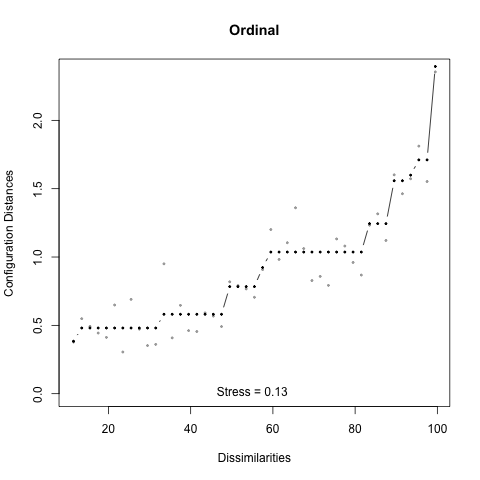 Ordinal
Configuration Distances
2.0
1.5
1.0
0.5
0.0
Stress = 0.13
20 40 60 80 100
Dissimilarities